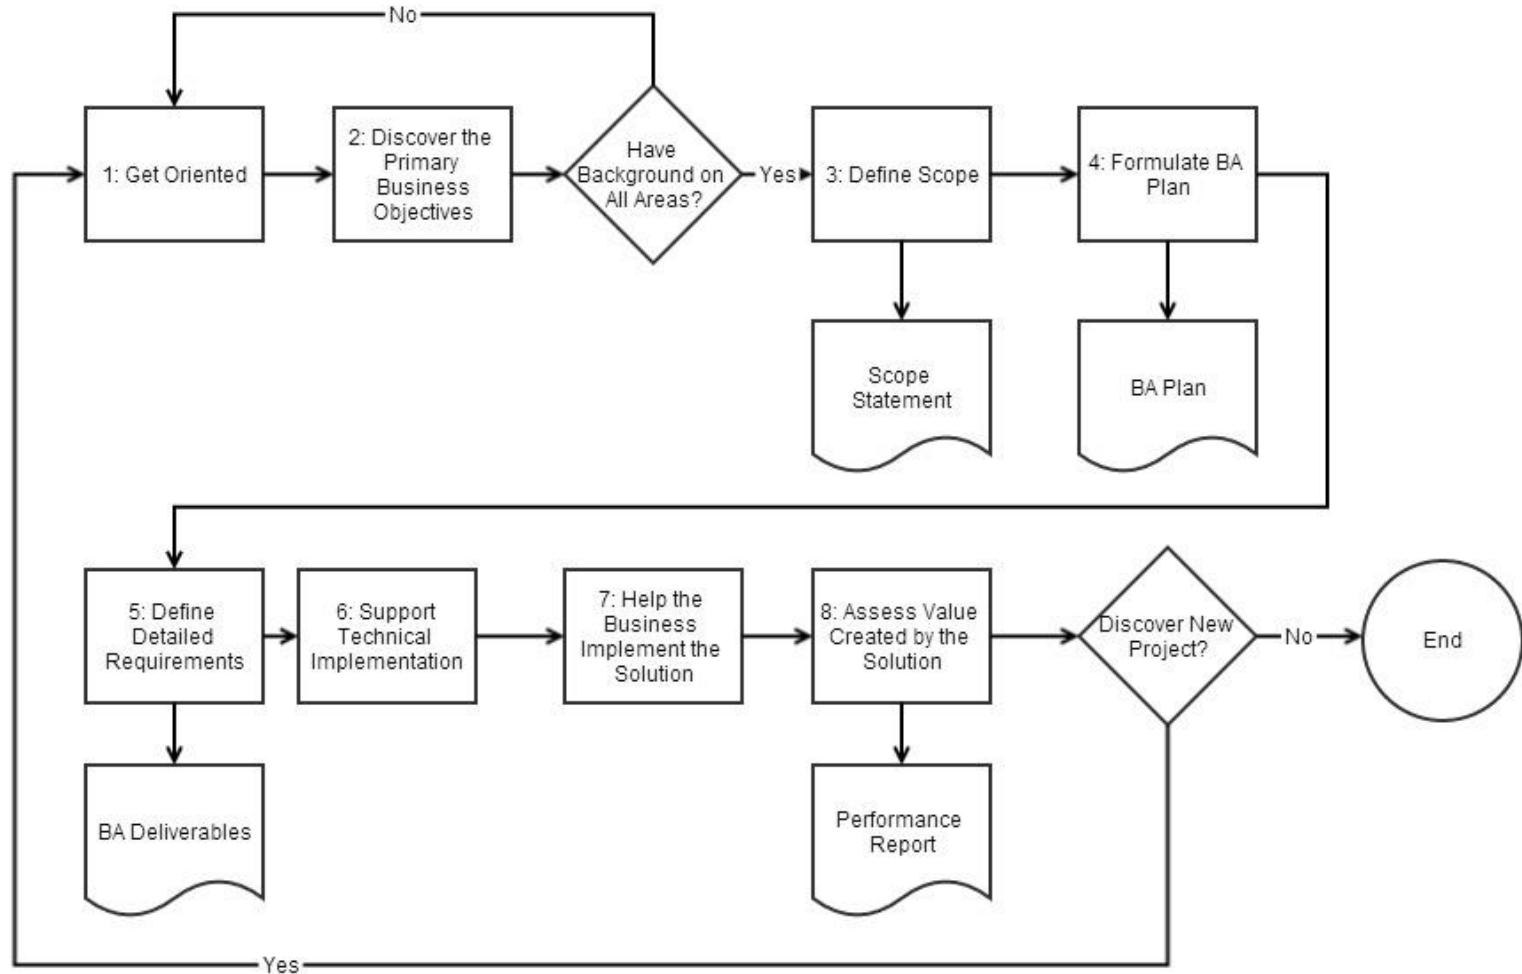 No
1: Get Oriented
2: Discover the
Primary
Business
Objectives
Have
Background on
All Areas?
Yes
3: Define Scope
4: Formulate BA
Plan
Scope
Statement
BA Plan
5: Define
Detailed
Requirements
6: Support
Technical
Implementation
7: Help the
Business
Implement the
Solution
8: Assess Value
Created by the
Solution
Discover New
Project?
No
End
BA Deliverables
Performance
Report
Yes